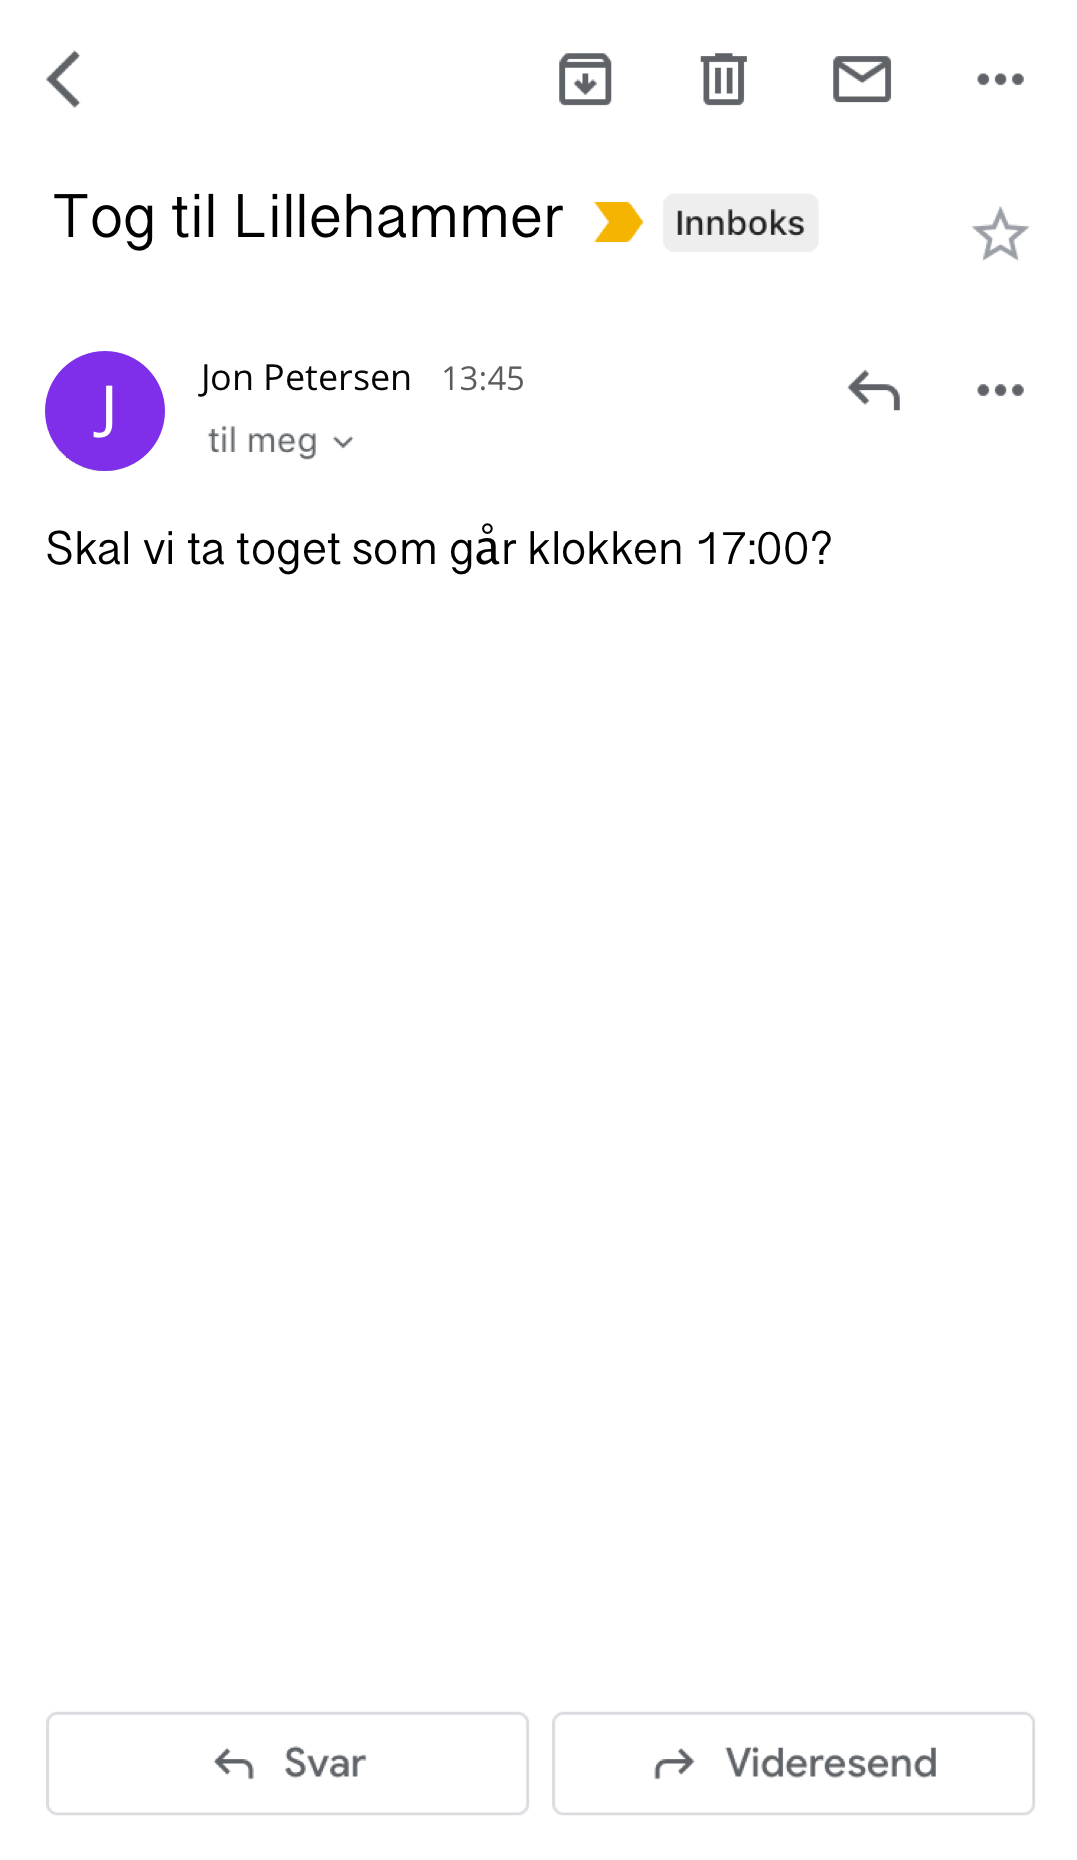 Tog til Lillehammer Innboks
J
Jon Petersen 13:45
til meg
Skal vi ta toget som går klokken 17:00?
Svar Videresend